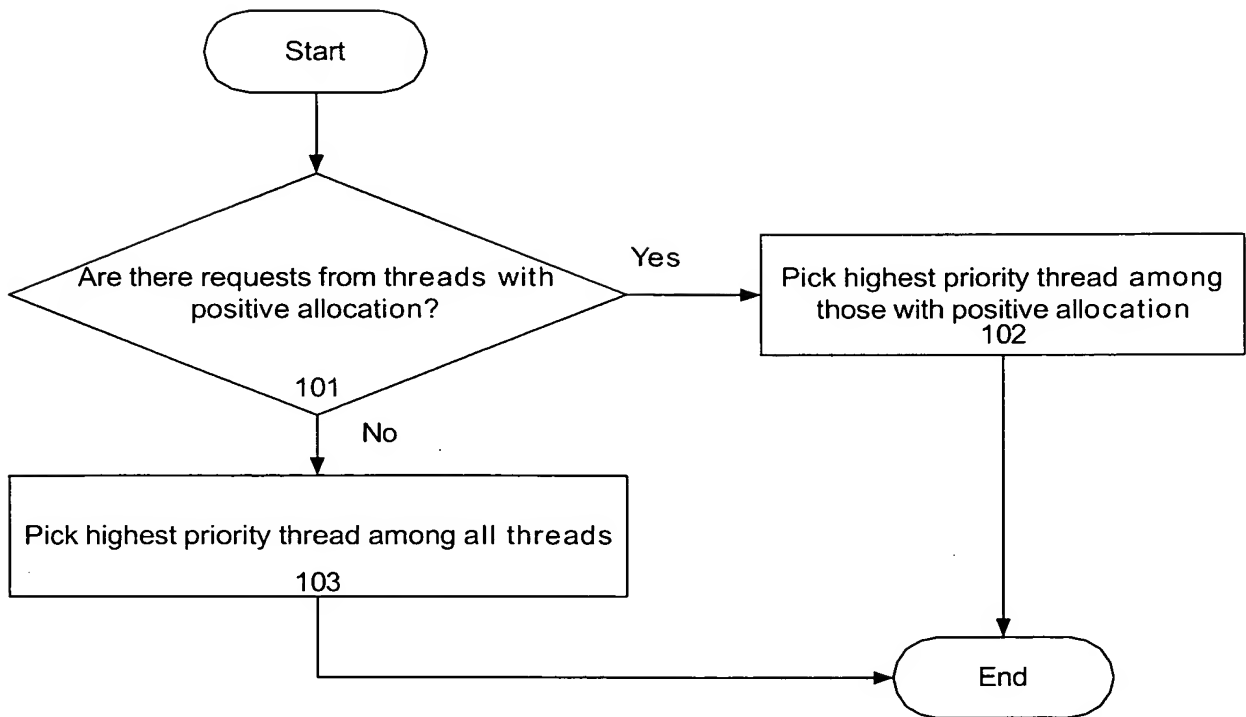 Start
Are there requests from threads with
positive allocation?
101
Yes
Pick highest priority thread among
those with positive allocation
102
No
Pick highest priority thread among all threads
103
End